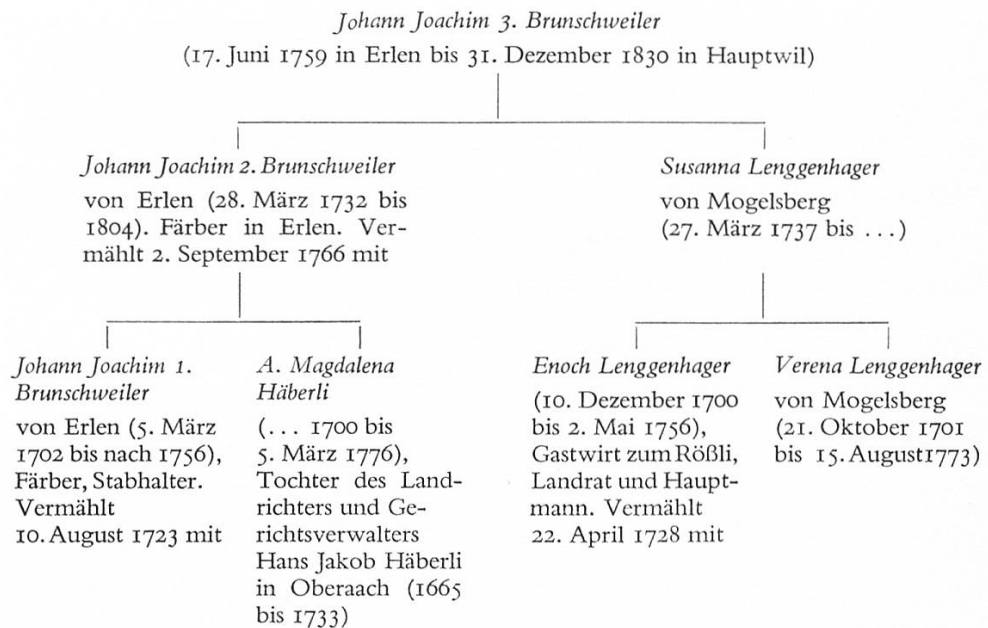 Johann Joachim 3. Brunschweiler
(17. Juni 1759 in Erlen bis 31. Dezember 1830 in Hauptwil)
Johann Joachim 2. Brunschweiler
von Erlen (28. März 1732 bis
1804). Färber in Erlen. Ver-
mählt 2. September 1766 mit
Susanna Lenggenhager
von Mogelsberg
(27. März 1737 bis ...)
Johann Joachim 1.
Brunschweiler
von Erlen (5. März
1702 bis nach 1756),
Färber, Stabhalter.
Vermählt
10. August 1723 mit
A. Magdalena
Häberli
(... 1700 bis
5. März 1776),
Tochter des Land-
richters und Ge-
richtsverwalters
Hans Jakob Häberli
in Oberaach (1665
bis 1733)
Enoch Lenggenhager
(10. Dezember 1700
bis 2. Mai 1756),
Gastwirt zum Rößli,
Landrat und Haupt-
mann. Vermählt
22. April 1728 mit
Verena Lenggenhager
von Mogelsberg
(21. Oktober 1701
bis 15. August 1773)